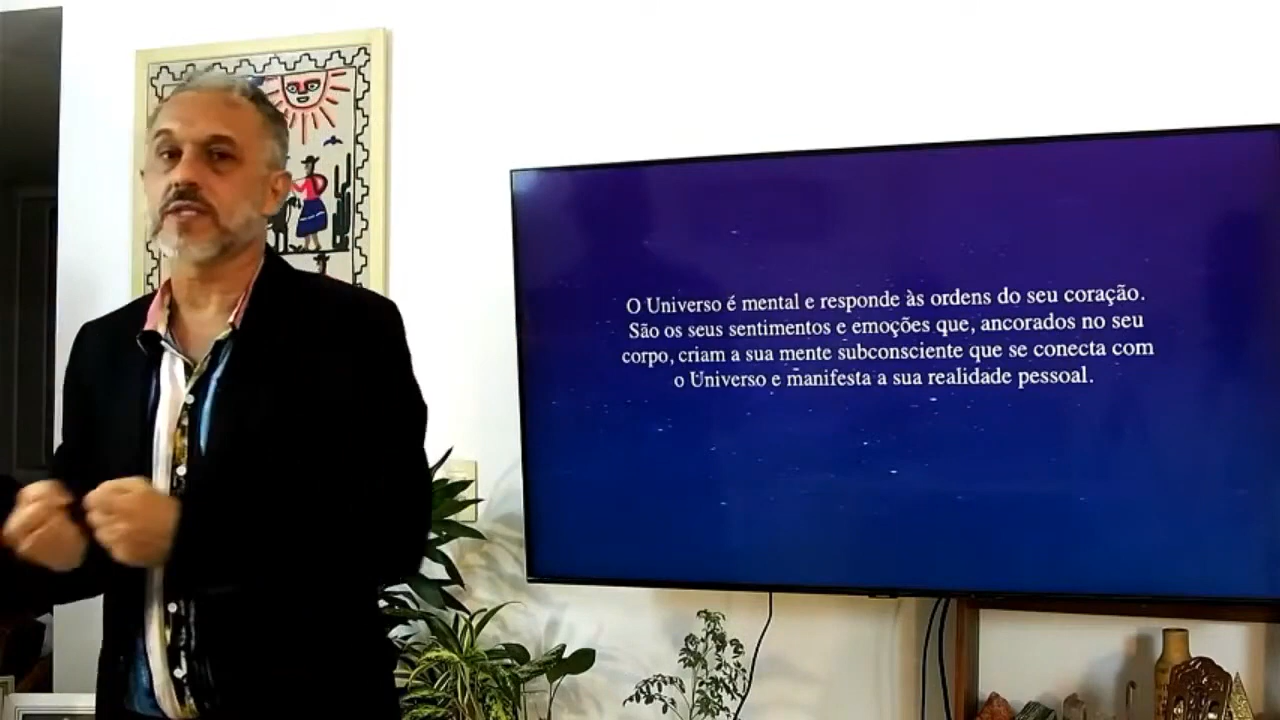 O Universo é mental e responde às ordens do seu coração.
São os seus sentimentos e emoções que, ancorados no seu
corpo, criam a sua mente subconsciente que se conecta com
o Universo e manifesta a sua realidade pessoal.